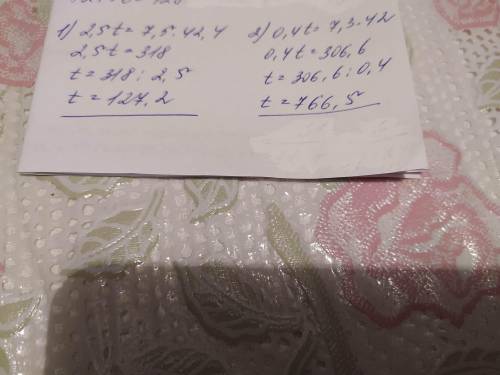 1) 2,5t = 7,5 · 42,4
2,5t = 318
t = 318 : 2,5
t = 127,2
2) 0,4t = 7,3 · 42
0,4t = 306,6
t = 306,6 : 0,4
t = 766,5